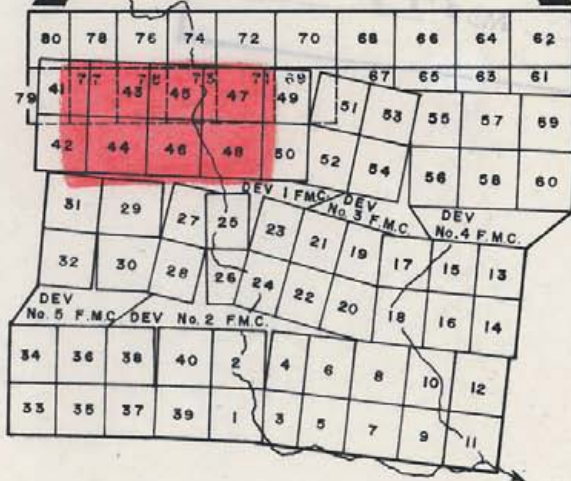 80 78 76 74 72 70 68 66 64 62
79 41 77 43 75 45 73 47 71 49 69 67 65 63 61
51 53 55 57 59
42 44 46 48 50 52 54 56 58 60
DEV 1 F.M.C. DEV No. 3 F.M.C. DEV No. 4 F.M.C.
31 29 27 25 23 21 19 17 15 13
32 30 28 26 24 22 20 18 16 14
DEV No. 5 F.M.C. DEV No. 2 F.M.C.
34 36 38 40 2 4 6 8 10 12
33 35 37 39 1 3 5 7 9 11